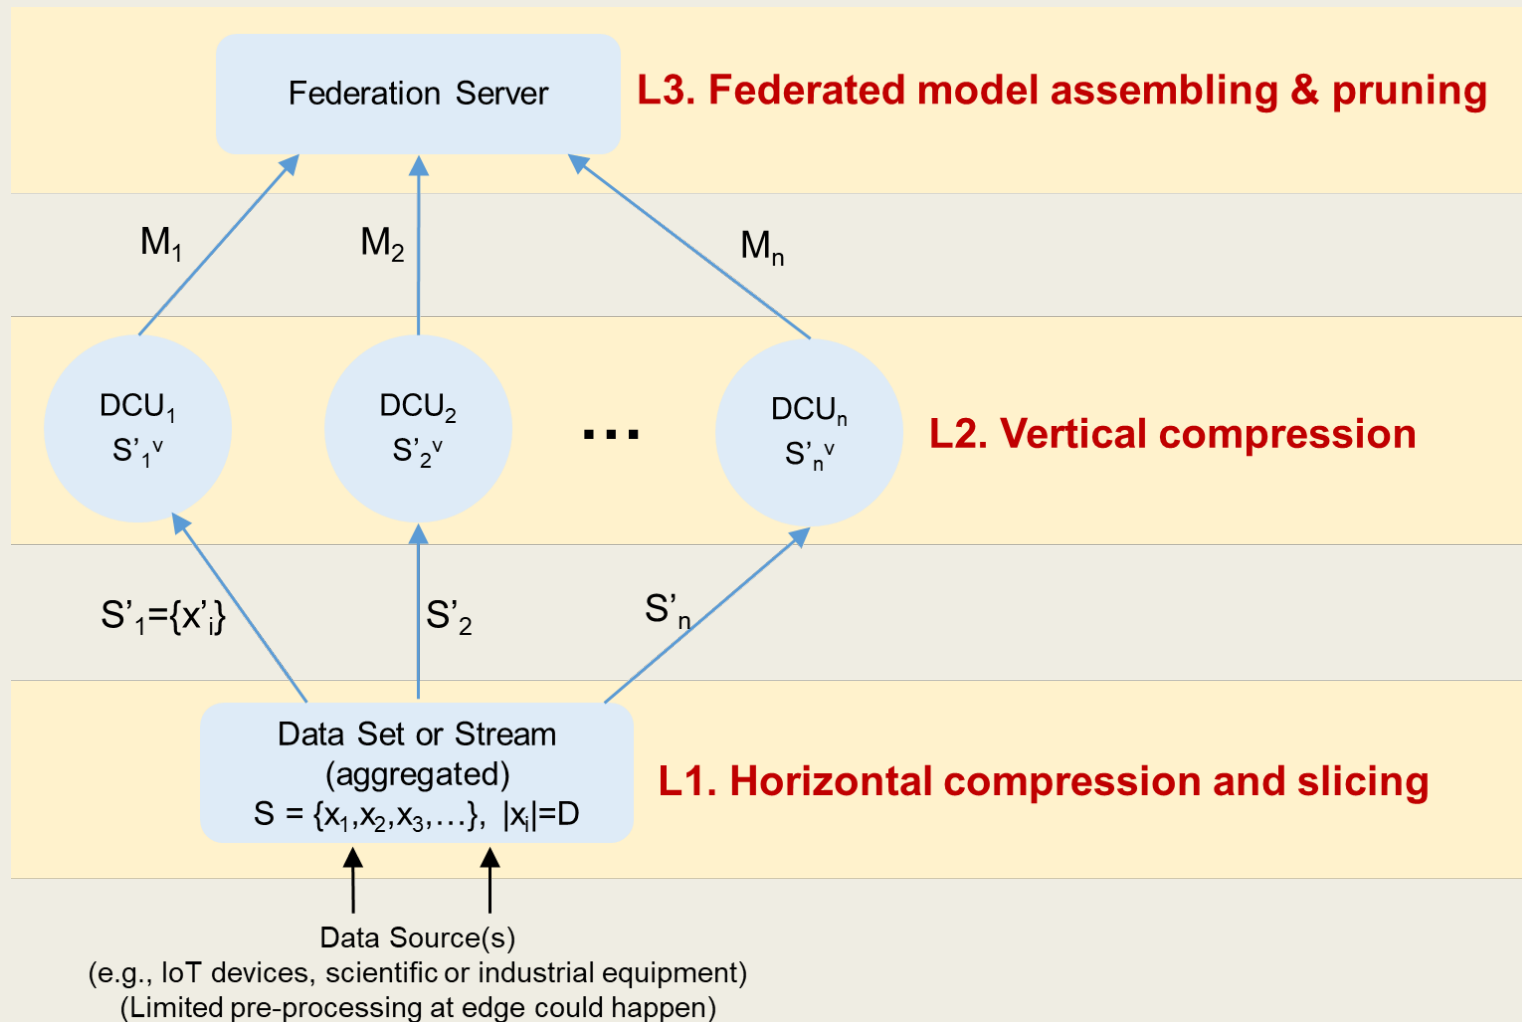 Federation Server
L3. Federated model assembling & pruning
M₁
M₂
Mₙ
DCU₁
S’₁ᵛ
DCU₂
S’₂ᵛ
...
DCUₙ
S’ₙᵛ
L2. Vertical compression
S’₁={x’ᵢ}
S’₂
S’ₙ
Data Set or Stream
(aggregated)
S = {x₁,x₂,x₃,…}, |xᵢ|=D
L1. Horizontal compression and slicing
Data Source(s)
(e.g., IoT devices, scientific or industrial equipment)
(Limited pre-processing at edge could happen)